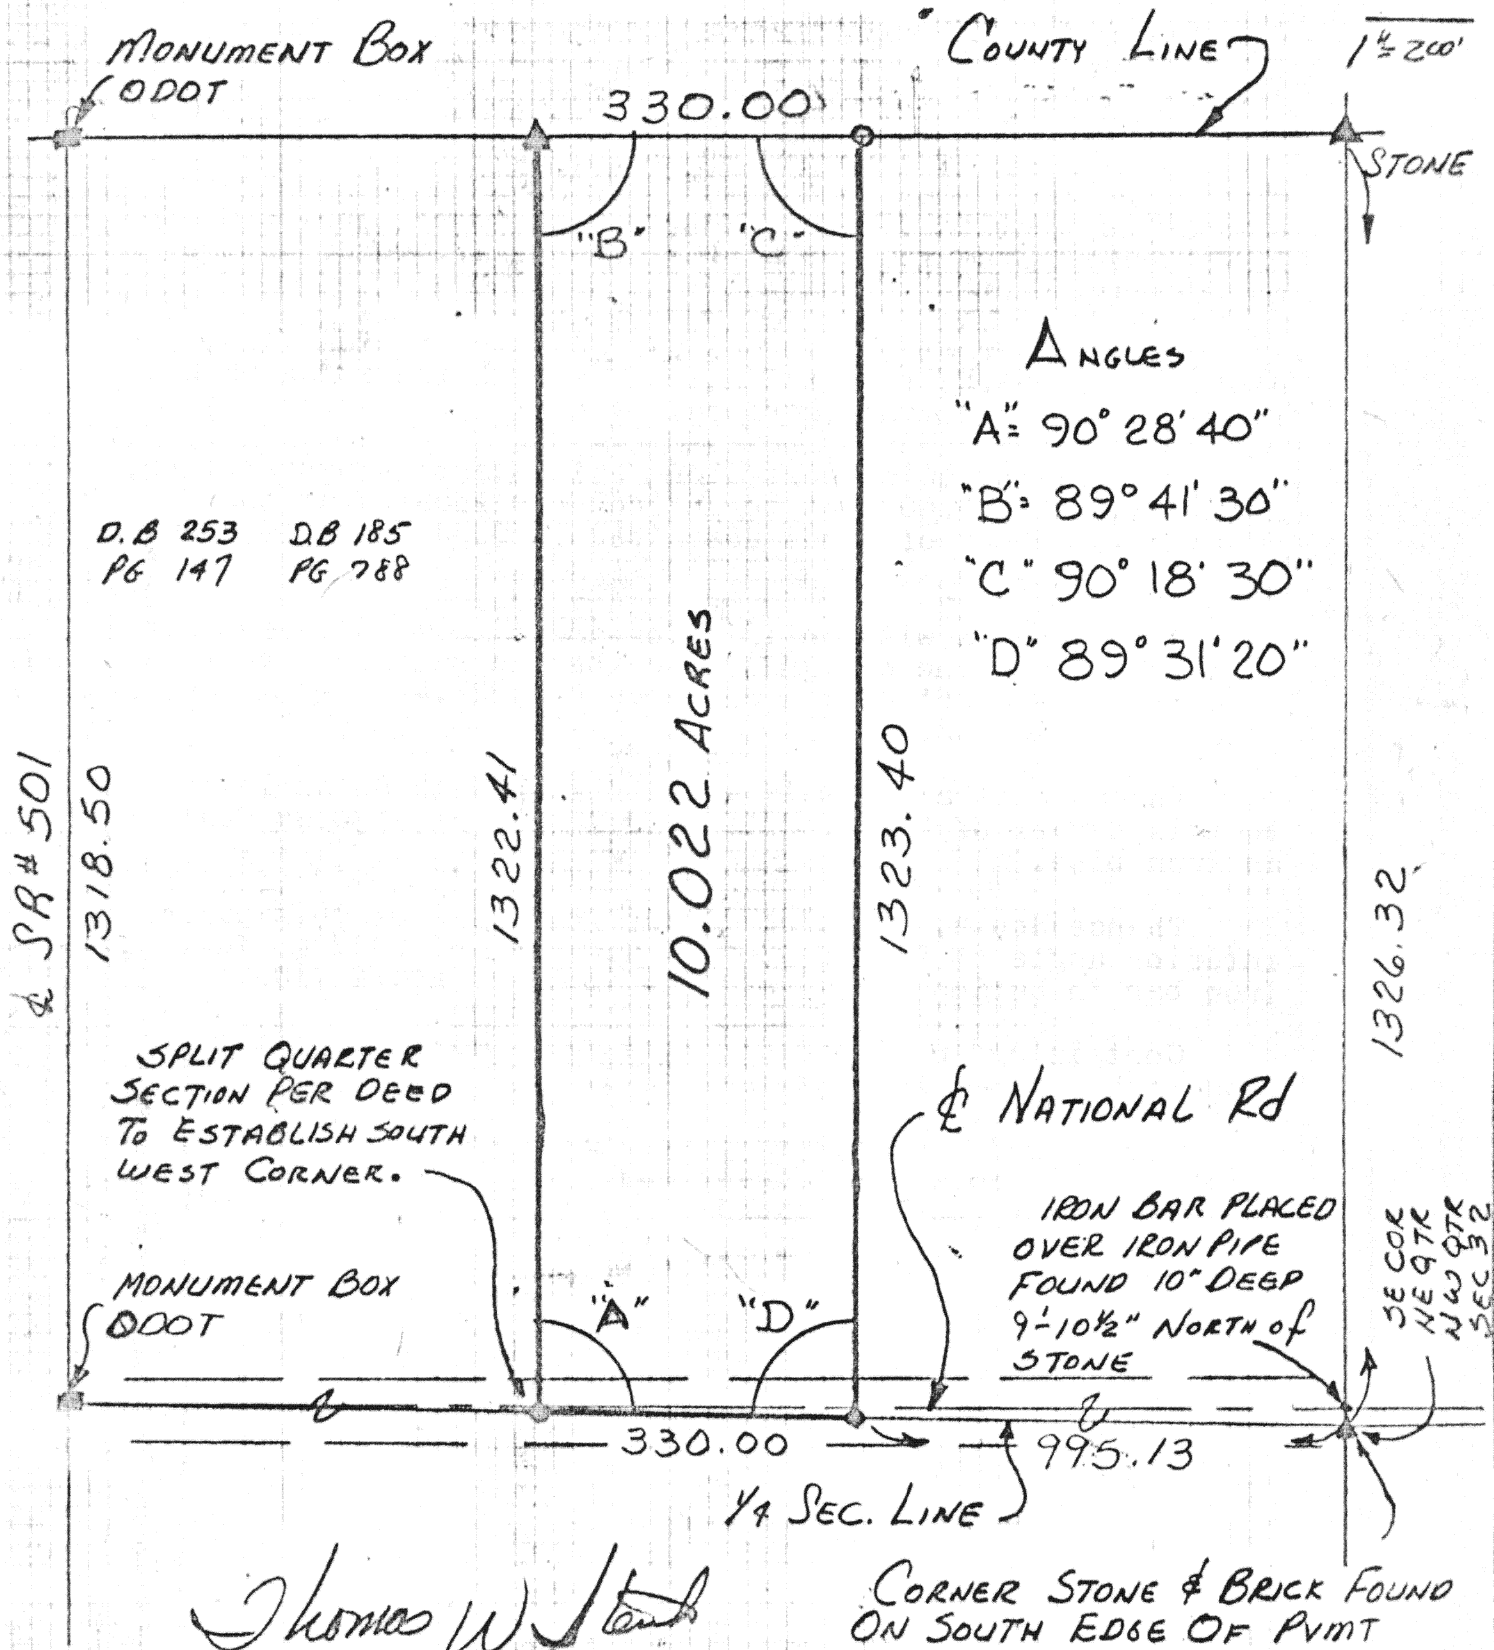 MONUMENT BOX
ODOT
COUNTY LINE
1"=200'
330.00
STONE
"B"
"C"
ANGLES
"A"= 90° 28' 40"
"B"= 89° 41' 30"
"C" 90° 18' 30"
"D" 89° 31' 20"
D.B 253 D.B 185
PG 147 PG 788
10.022 ACRES
℄ SR# 501
1318.50
1322.41
1323.40
1326.32
SPLIT QUARTER
SECTION PER DEED
TO ESTABLISH SOUTH
WEST CORNER.
℄ NATIONAL Rd
IRON BAR PLACED
OVER IRON PIPE
FOUND 10" DEEP
9'-10½" NORTH of
STONE
SE COR
NE QTR
NW QTR
SEC 32
MONUMENT BOX
ODOT
"A"
"D"
330.00
995.13
1/4 SEC. LINE
Thomas W
CORNER STONE & BRICK FOUND
ON SOUTH EDGE OF PVMT